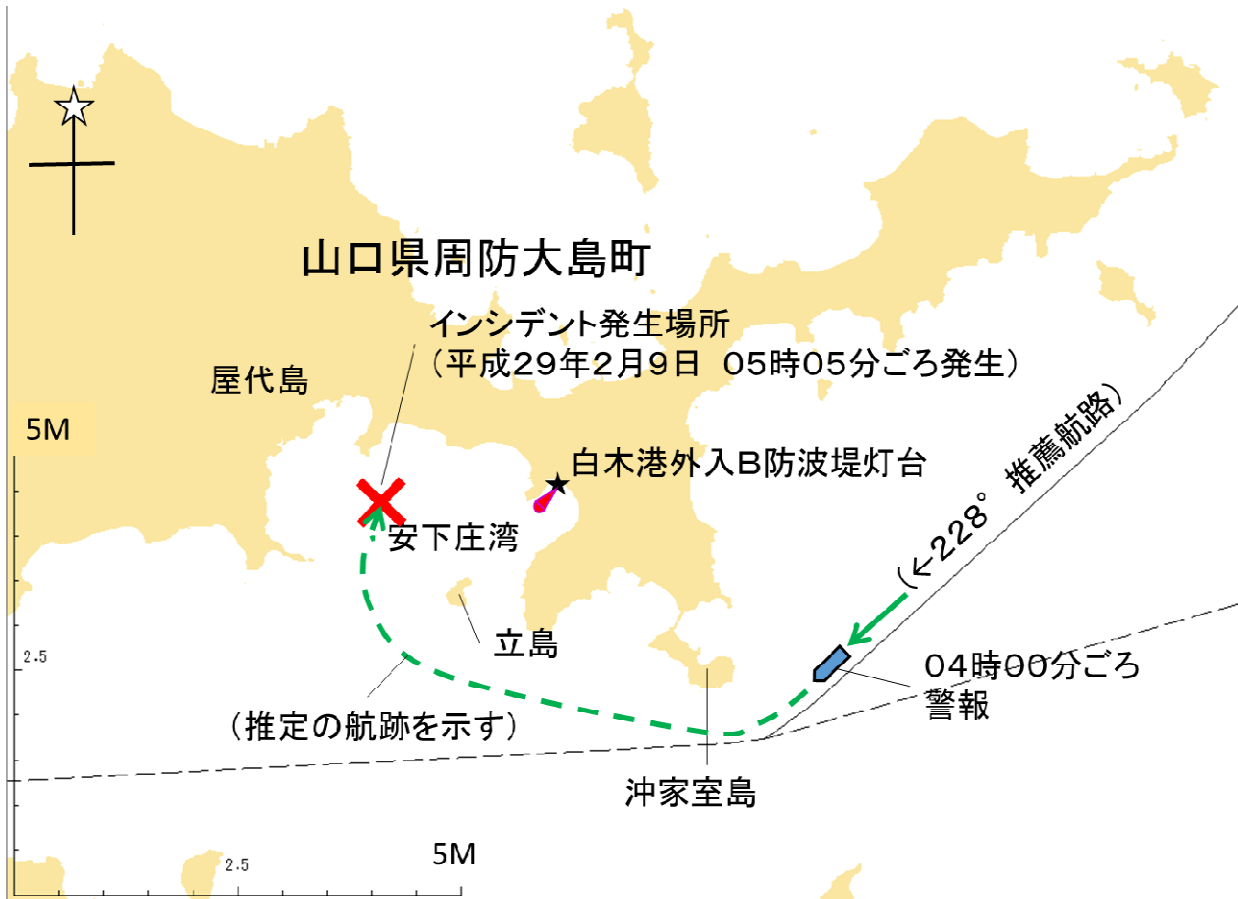 山口県周防大島町
インシデント発生場所
（平成２９年２月９日 ０５時０５分ごろ発生）
屋代島
5M
白木港外入Ｂ防波堤灯台
安下庄湾
（←２２８° 推薦航路）
立島
2.5
０４時００分ごろ
警報
（推定の航跡を示す）
沖家室島
5M
2.5